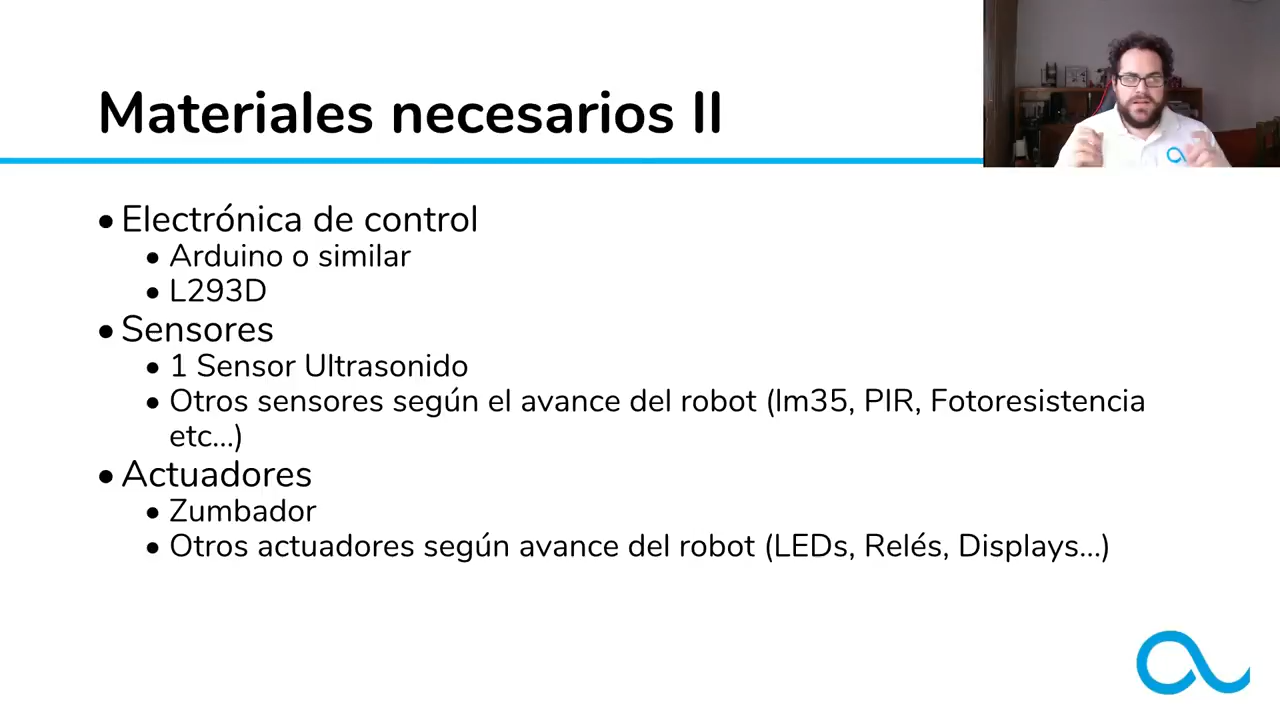 Materiales necesarios II
• Electrónica de control
• Arduino o similar
• L293D
• Sensores
• 1 Sensor Ultrasonido
• Otros sensores según el avance del robot (lm35, PIR, Fotoresistencia
etc...)
• Actuadores
• Zumbador
• Otros actuadores según avance del robot (LEDs, Relés, Displays...)